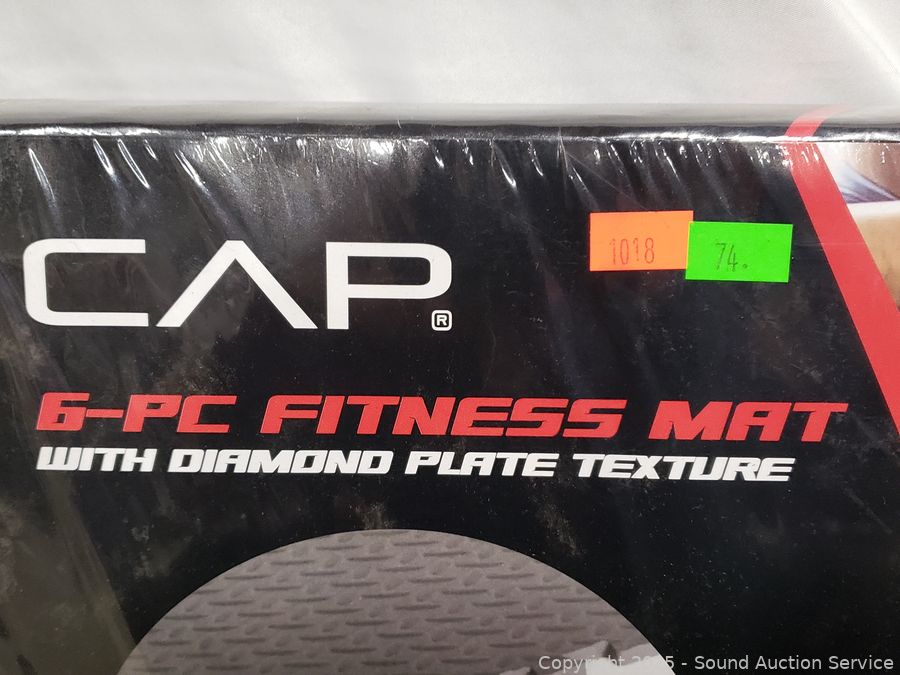 CAP®
1018
74.
6-PC FITNESS MAT
WITH DIAMOND PLATE TEXTURE
Copyright 2025 - Sound Auction Service